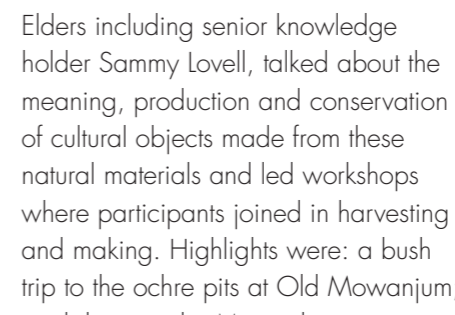 Elders including senior knowledge
holder Sammy Lovell, talked about the
meaning, production and conservation
of cultural objects made from these
natural materials and led workshops
where participants joined in harvesting
and making. Highlights were: a bush
trip to the ochre pits at Old Mowanjum,